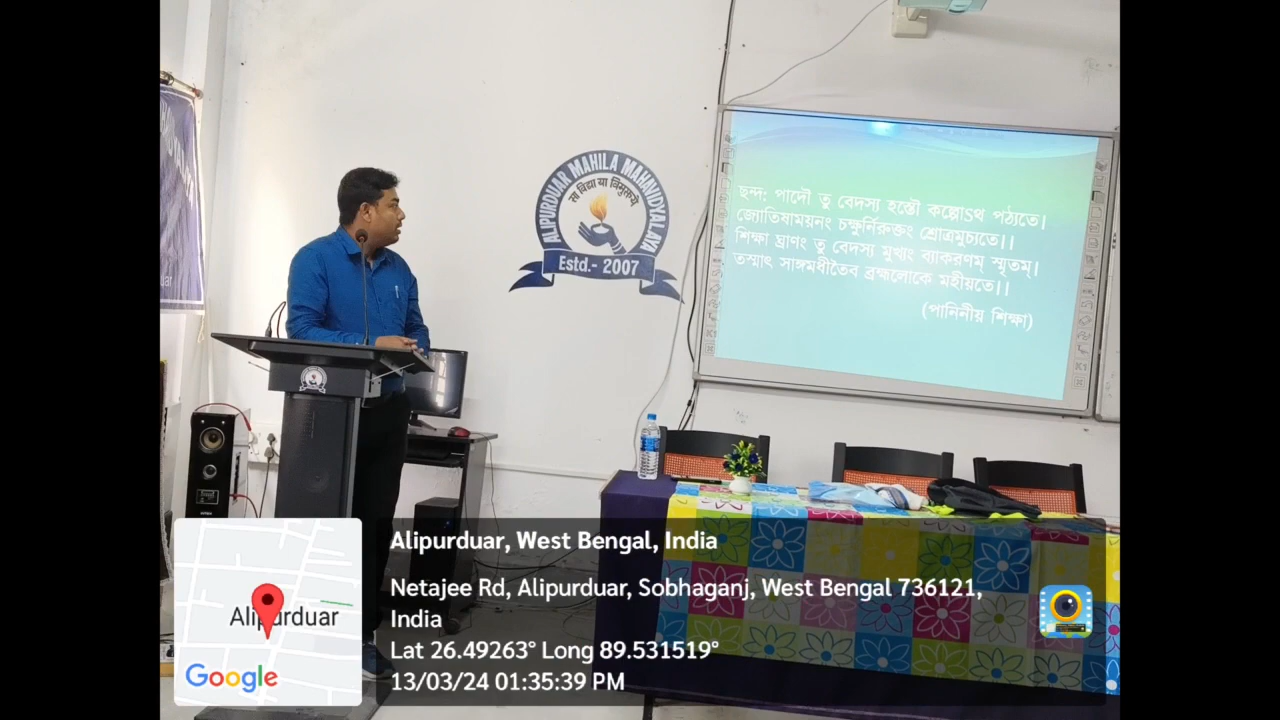 ALIPURDUAR MAHILA MAHAVIDYALAYA
सा विद्या या विमुक्तये
Estd.- 2007
ছন্দ: পাদৌ তু বেদস্য হস্তৌ কল্পোSথ পঠ্যতে।
জ্যোতিষাময়নং চক্ষুর্নিরুক্তং শ্রোত্রমুচ্যতে।।
শিক্ষা ঘ্রাণং তু বেদস্য মুখং ব্যাকরণম্ স্মৃতম্।
তস্মাৎ সাঙ্গমধীতৈব ব্রহ্মলোকে মহীয়তে।।
(পানিনীয় শিক্ষা)
Alipurduar, West Bengal, India
Netajee Rd, Alipurduar, Sobhaganj, West Bengal 736121,
India
Lat 26.49263° Long 89.531519°
13/03/24 01:35:39 PM
Alipurduar
Google